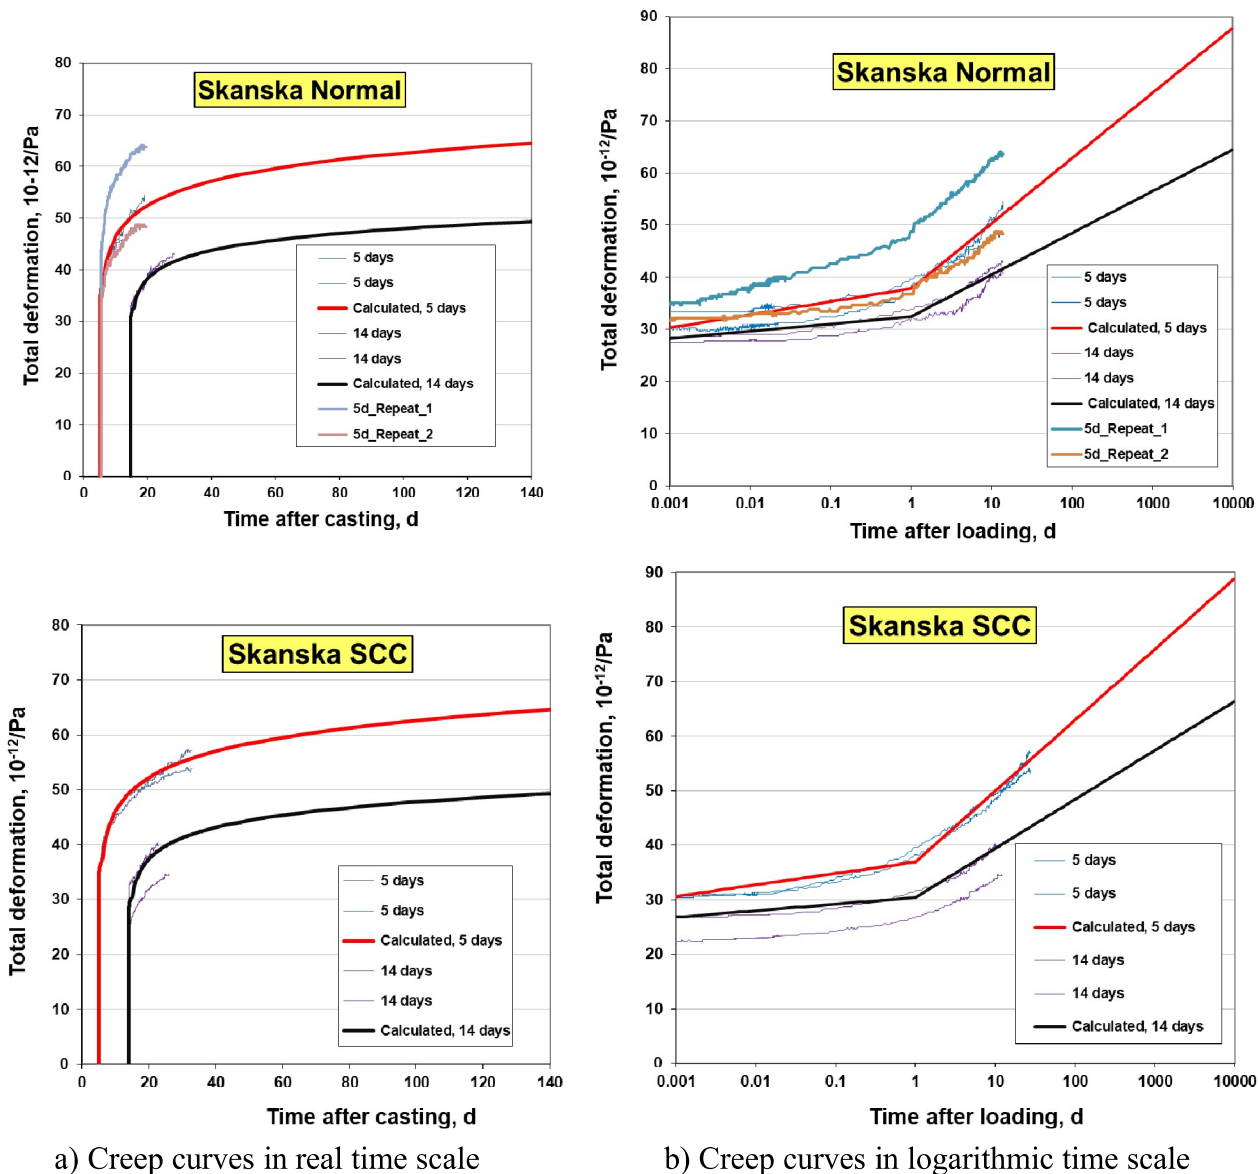 Skanska Normal
Total deformation, 10-12/Pa
80
70
60
50
40
30
20
10
0
0 20 40 60 80 100 120 140
Time after casting, d
5 days
5 days
Calculated, 5 days
14 days
14 days
Calculated, 14 days
5d_Repeat_1
5d_Repeat_2
Skanska Normal
Total deformation, 10⁻¹²/Pa
90
80
70
60
50
40
30
20
10
0
0.001 0.01 0.1 1 10 100 1000 10000
Time after loading, d
5 days
5 days
Calculated, 5 days
14 days
14 days
Calculated, 14 days
5d_Repeat_1
5d_Repeat_2
Skanska SCC
Total deformation, 10⁻¹²/Pa
80
70
60
50
40
30
20
10
0
0 20 40 60 80 100 120 140
Time after casting, d
5 days
5 days
Calculated, 5 days
14 days
14 days
Calculated, 14 days
Skanska SCC
Total deformation, 10⁻¹²/Pa
90
80
70
60
50
40
30
20
10
0
0.001 0.01 0.1 1 10 100 1000 10000
Time after loading, d
5 days
5 days
Calculated, 5 days
14 days
14 days
Calculated, 14 days
a) Creep curves in real time scale
b) Creep curves in logarithmic time scale